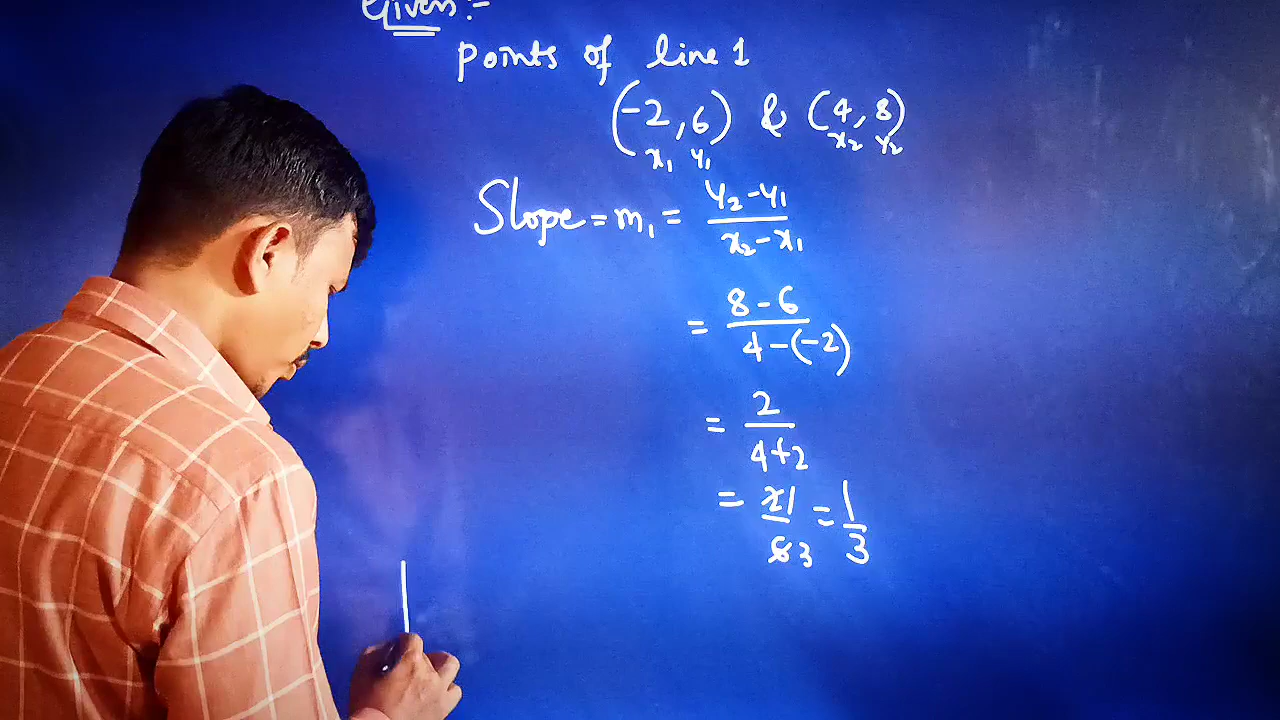 Given:-
points of line 1
(-2, 6) & (4, 8)
x₁ y₁ x₂ y₂
Slope = m₁ = y₂-y₁ / x₂-x₁
= 8-6 / 4-(-2)
= 2 / 4+2
= 2̸1 / 6̸3 = 1/3